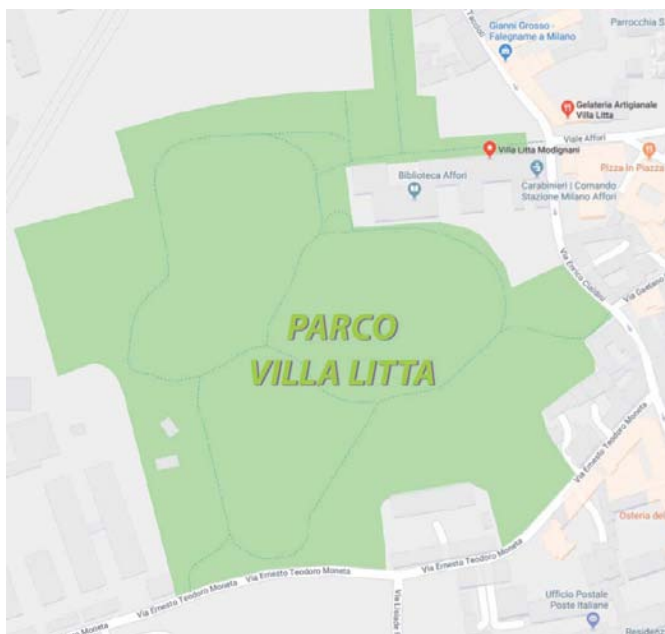 Gianni Grosso -
Falegname a Milano
Parrocchia S
Gelateria Artigianale
Villa Litta
Viale Affori
Villa Litta Modignani
Pizza In Piazza
Biblioteca Affori
Carabinieri | Comando
Stazione Milano Affori
Via Enrico Cialdini
Via Gaetano
PARCO
VILLA LITTA
Via Ernesto Teodoro Moneta
Osteria del
Via Ernesto Teodoro Moneta
Via Ernesto Teodoro Moneta
Via Ernesto Teodoro Moneta
Ufficio Postale
Poste Italiane
Moneta